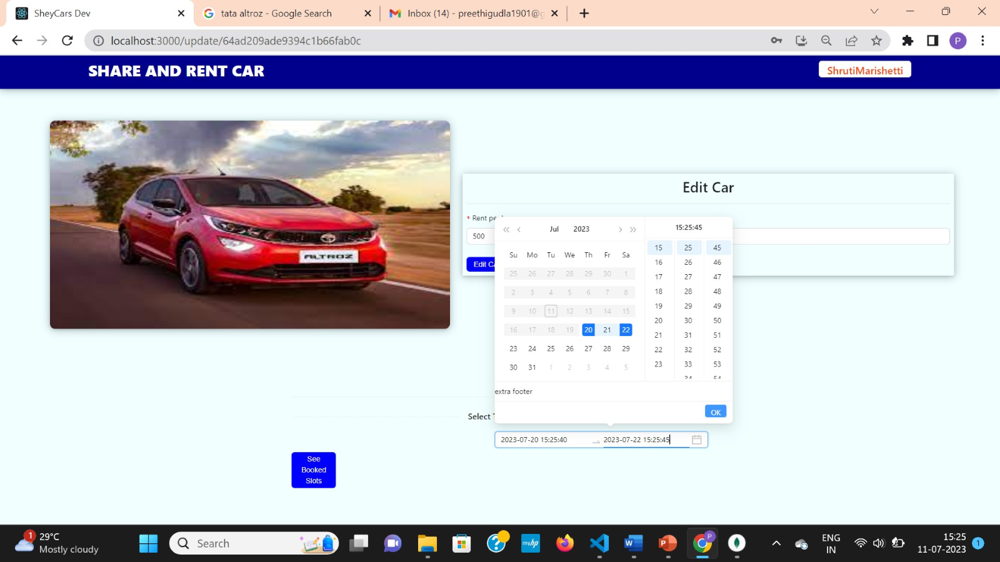 SheyCars Dev
tata altroz - Google Search
Inbox (14) - preethigudla1901@g
localhost:3000/update/64ad209ade9394c1b66fab0c
P
SHARE AND RENT CAR
ShrutiMarishetti
ALTROZ
Edit Car
* Rent pe
500
Edit C
Jul 2023
Su Mo Tu We Th Fr Sa
25 26 27 28 29 30 1
2 3 4 5 6 7 8
9 10 11 12 13 14 15
16 17 18 19 20 21 22
23 24 25 26 27 28 29
30 31 1 2 3 4 5
15:25:45
15 25 45
16 26 46
17 27 47
18 28 48
19 29 49
20 30 50
21 31 51
22 32 52
23 33 53
34 54
extra footer
OK
Select T
2023-07-20 15:25:40
2023-07-22 15:25:45
See
Booked
Slots
1
29°C
Mostly cloudy
Search
myhp
W
P
P
ENG
IN
15:25
11-07-2023
1